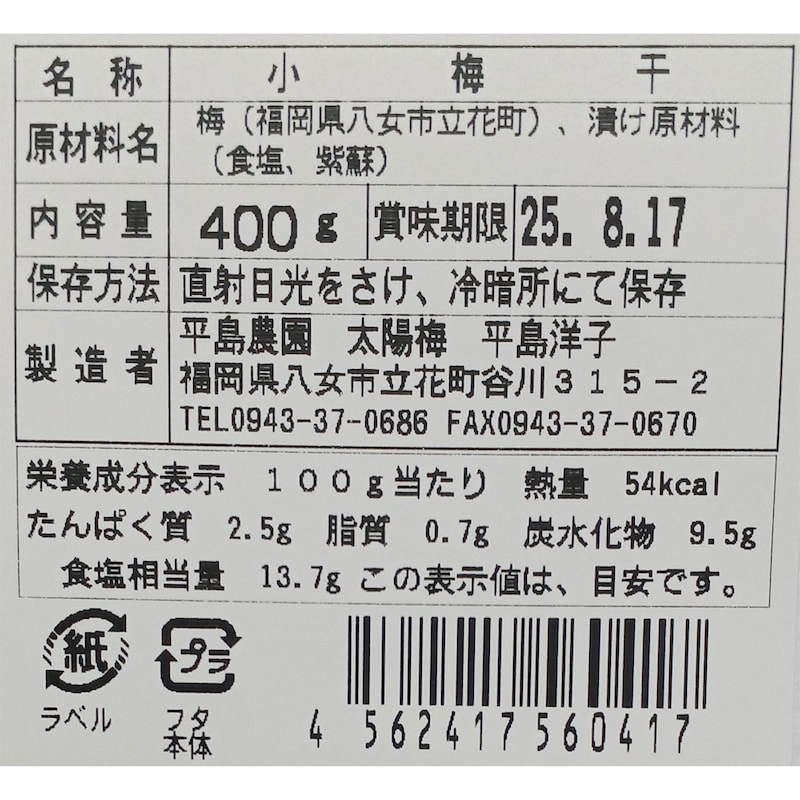 名称 小梅干
原材料名 梅（福岡県八女市立花町）、漬け原材料
（食塩、紫蘇）
内容量 400g 賞味期限 25. 8.17
保存方法 直射日光をさけ、冷暗所にて保存
製造者 平島農園 太陽梅 平島洋子
福岡県八女市立花町谷川３１５－２
TEL0943-37-0686 FAX0943-37-0670
栄養成分表示 １００ｇ当たり 熱量 54kcal
たんぱく質 2.5g 脂質 0.7g 炭水化物 9.5g
食塩相当量 13.7g この表示値は、目安です。
紙 プラ
ラベル フタ
本体
4 562417 560417